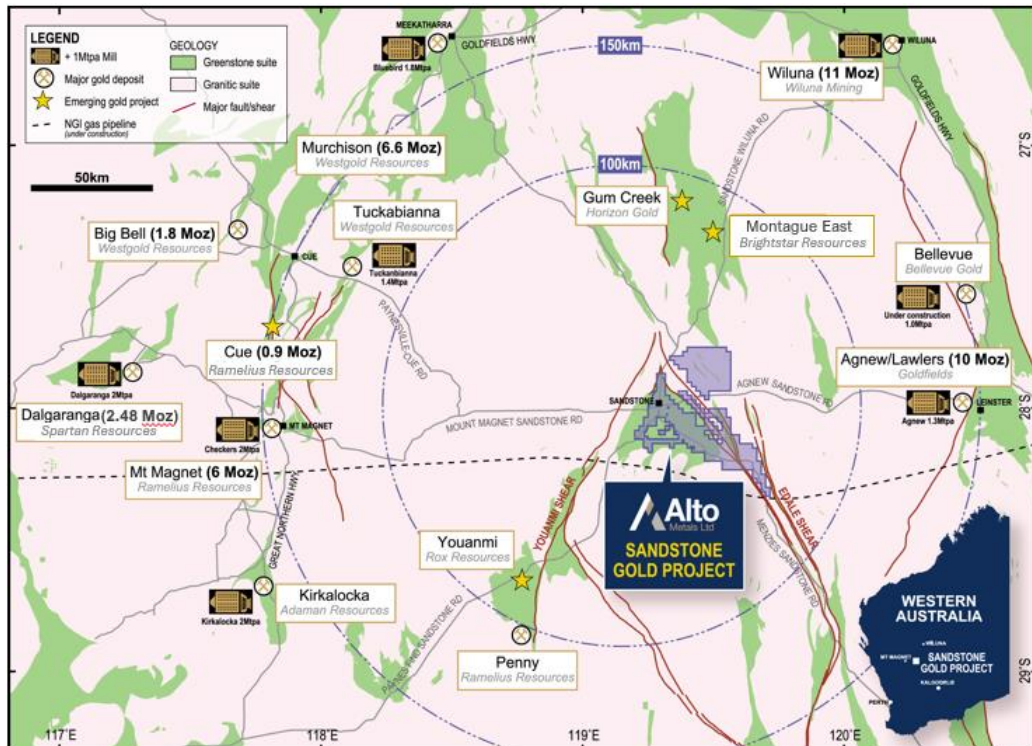 LEGEND
+ 1Mtpa Mill
Major gold deposit
Emerging gold project
NGI gas pipeline
(under construction)
GEOLOGY
Greenstone suite
Granitic suite
Major fault/shear
50km
MEEKATHARRA
Bluebird 1.8Mtpa
GOLDFIELDS HWY
150km
WILUNA
Wiluna (11 Moz)
Wiluna Mining
GOLDFIELDS HWY
27°S
Murchison (6.6 Moz)
Westgold Resources
100km
SANDSTONE WILUNA RD
Gum Creek
Horizon Gold
Montague East
Brightstar Resources
Tuckabianna
Westgold Resources
Big Bell (1.8 Moz)
Westgold Resources
CUE
Tuckanbianna
1.4Mtpa
PAYNESVILLE-CUE RD
Bellevue
Bellevue Gold
Under construction
1.0Mtpa
Cue (0.9 Moz)
Ramelius Resources
Agnew/Lawlers (10 Moz)
Goldfields
Dalgaranga 2Mtpa
Dalgaranga(2.48 Moz)
Spartan Resources
SANDSTONE
AGNEW SANDSTONE RD
LEINSTER
28°S
Agnew 1.3Mtpa
MOUNT MAGNET SANDSTONE RD
MT MAGNET
Checkers 2Mtpa
Mt Magnet (6 Moz)
Ramelius Resources
GREAT NORTHERN HWY
YOUANMI SHEAR
EDALE SHEAR
MENZIES SANDSTONE RD
Alto
Metals Ltd
SANDSTONE
GOLD PROJECT
Youanmi
Rox Resources
Kirkalocka
Adaman Resources
Kirkalocka 2Mtpa
PAYNES FIND SANDSTONE RD
Penny
Ramelius Resources
WESTERN
AUSTRALIA
WILUNA
MT MAGNET
SANDSTONE
GOLD PROJECT
KALGOORLIE
PERTH
29°S
117°E
118°E
119°E
120°E